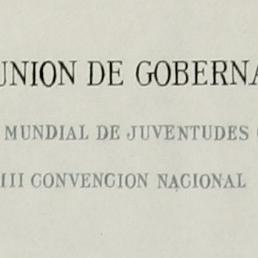 UNION DE GOBERNA
MUNDIAL DE JUVENTUDES
III CONVENCION NACIONAL